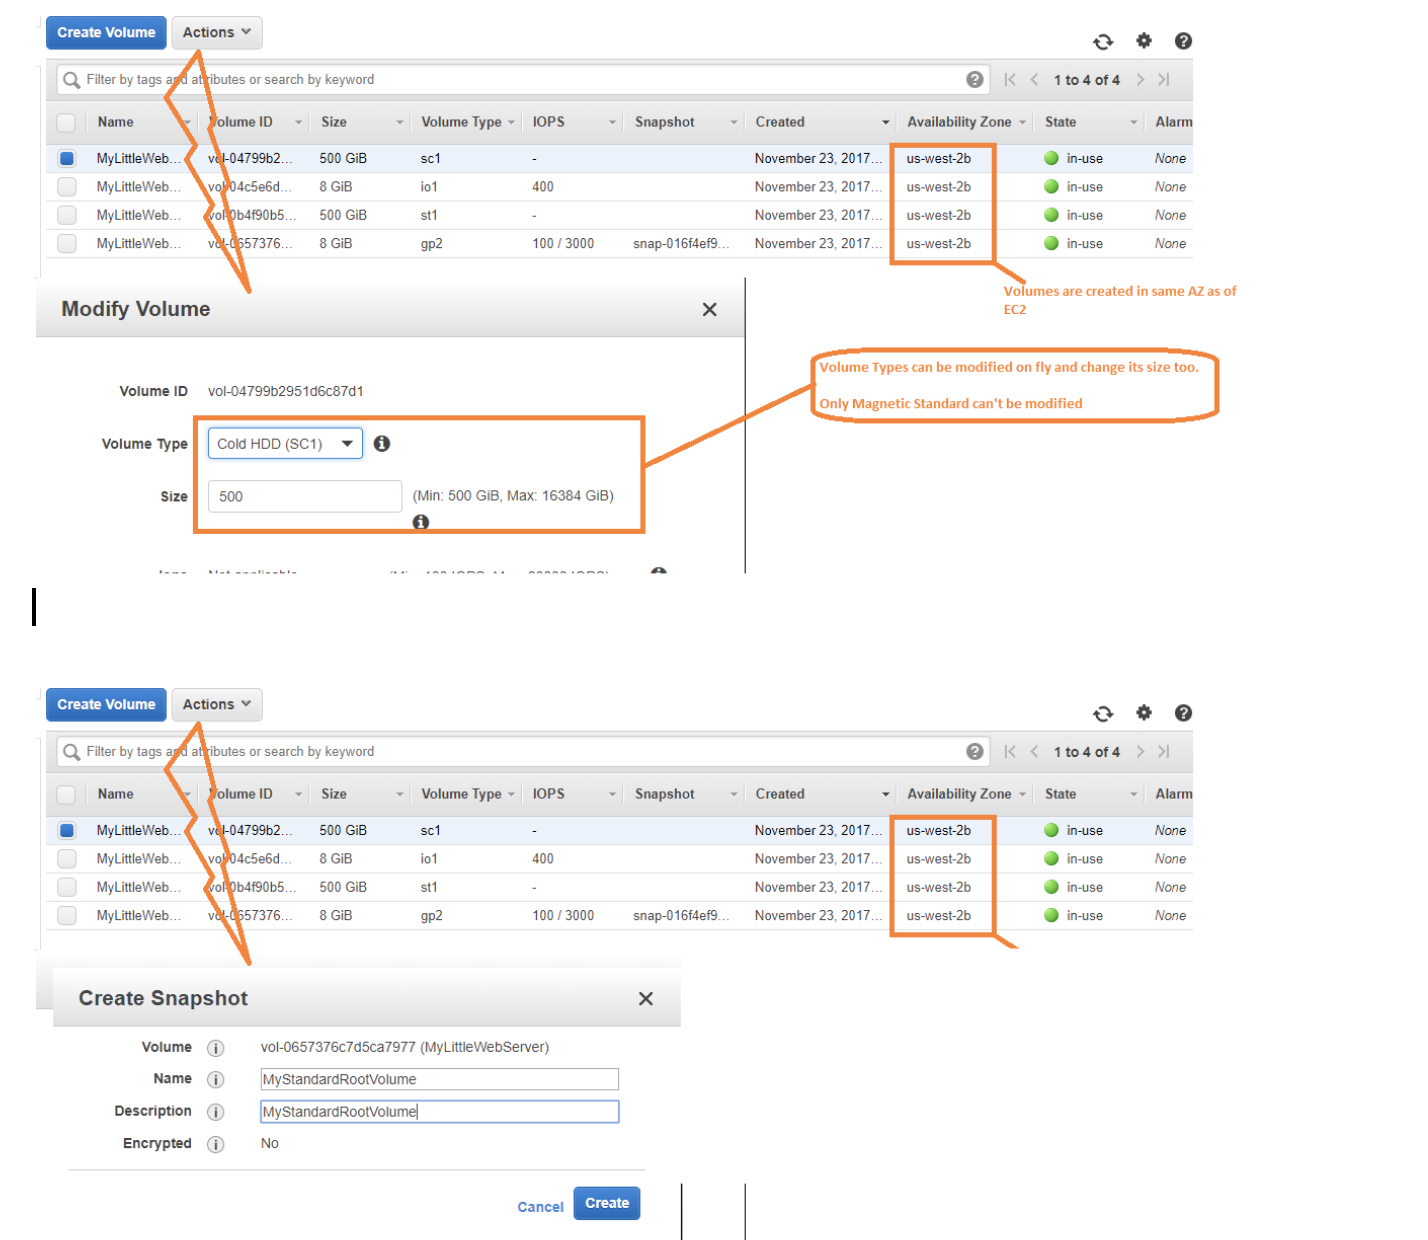 Create Volume Actions
Filter by tags and attributes or search by keyword 1 to 4 of 4
Name Volume ID Size Volume Type IOPS Snapshot Created Availability Zone State Alarm
MyLittleWeb... vol-04799b2... 500 GiB sc1 - November 23, 2017... us-west-2b in-use None
MyLittleWeb... vol-04c5e6d... 8 GiB io1 400 November 23, 2017... us-west-2b in-use None
MyLittleWeb... vol-0b4f90b5... 500 GiB st1 - November 23, 2017... us-west-2b in-use None
MyLittleWeb... vol-0657376... 8 GiB gp2 100 / 3000 snap-016f4ef9... November 23, 2017... us-west-2b in-use None
Volumes are created in same AZ as of
EC2
Modify Volume
Volume Types can be modified on fly and change its size too.
Only Magnetic Standard can't be modified
Volume ID vol-04799b2951d6c87d1
Volume Type Cold HDD (SC1)
Size 500 (Min: 500 GiB, Max: 16384 GiB)
Create Volume Actions
Filter by tags and attributes or search by keyword 1 to 4 of 4
Name Volume ID Size Volume Type IOPS Snapshot Created Availability Zone State Alarm
MyLittleWeb... vol-04799b2... 500 GiB sc1 - November 23, 2017... us-west-2b in-use None
MyLittleWeb... vol-04c5e6d... 8 GiB io1 400 November 23, 2017... us-west-2b in-use None
MyLittleWeb... vol-0b4f90b5... 500 GiB st1 - November 23, 2017... us-west-2b in-use None
MyLittleWeb... vol-0657376... 8 GiB gp2 100 / 3000 snap-016f4ef9... November 23, 2017... us-west-2b in-use None
Create Snapshot
Volume vol-0657376c7d5ca7977 (MyLittleWebServer)
Name MyStandardRootVolume
Description MyStandardRootVolume
Encrypted No
Cancel Create